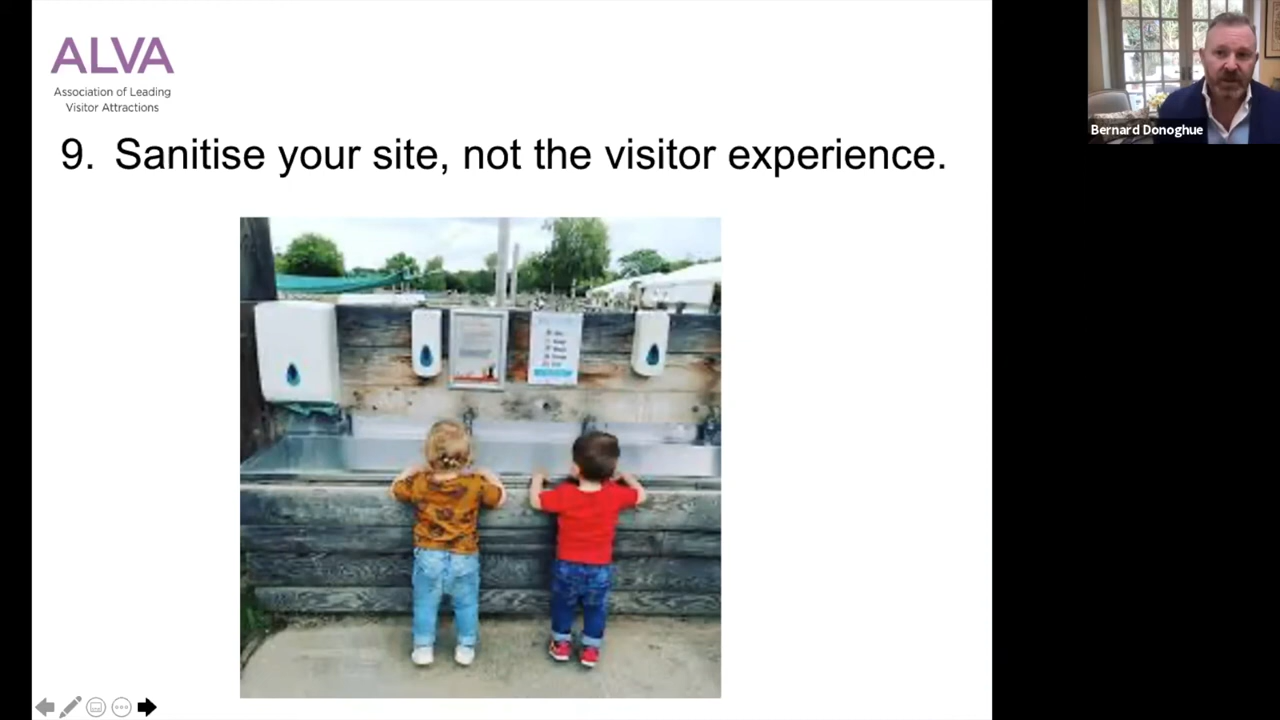 ALVA
Association of Leading
Visitor Attractions
9. Sanitise your site, not the visitor experience.
Bernard Donoghue